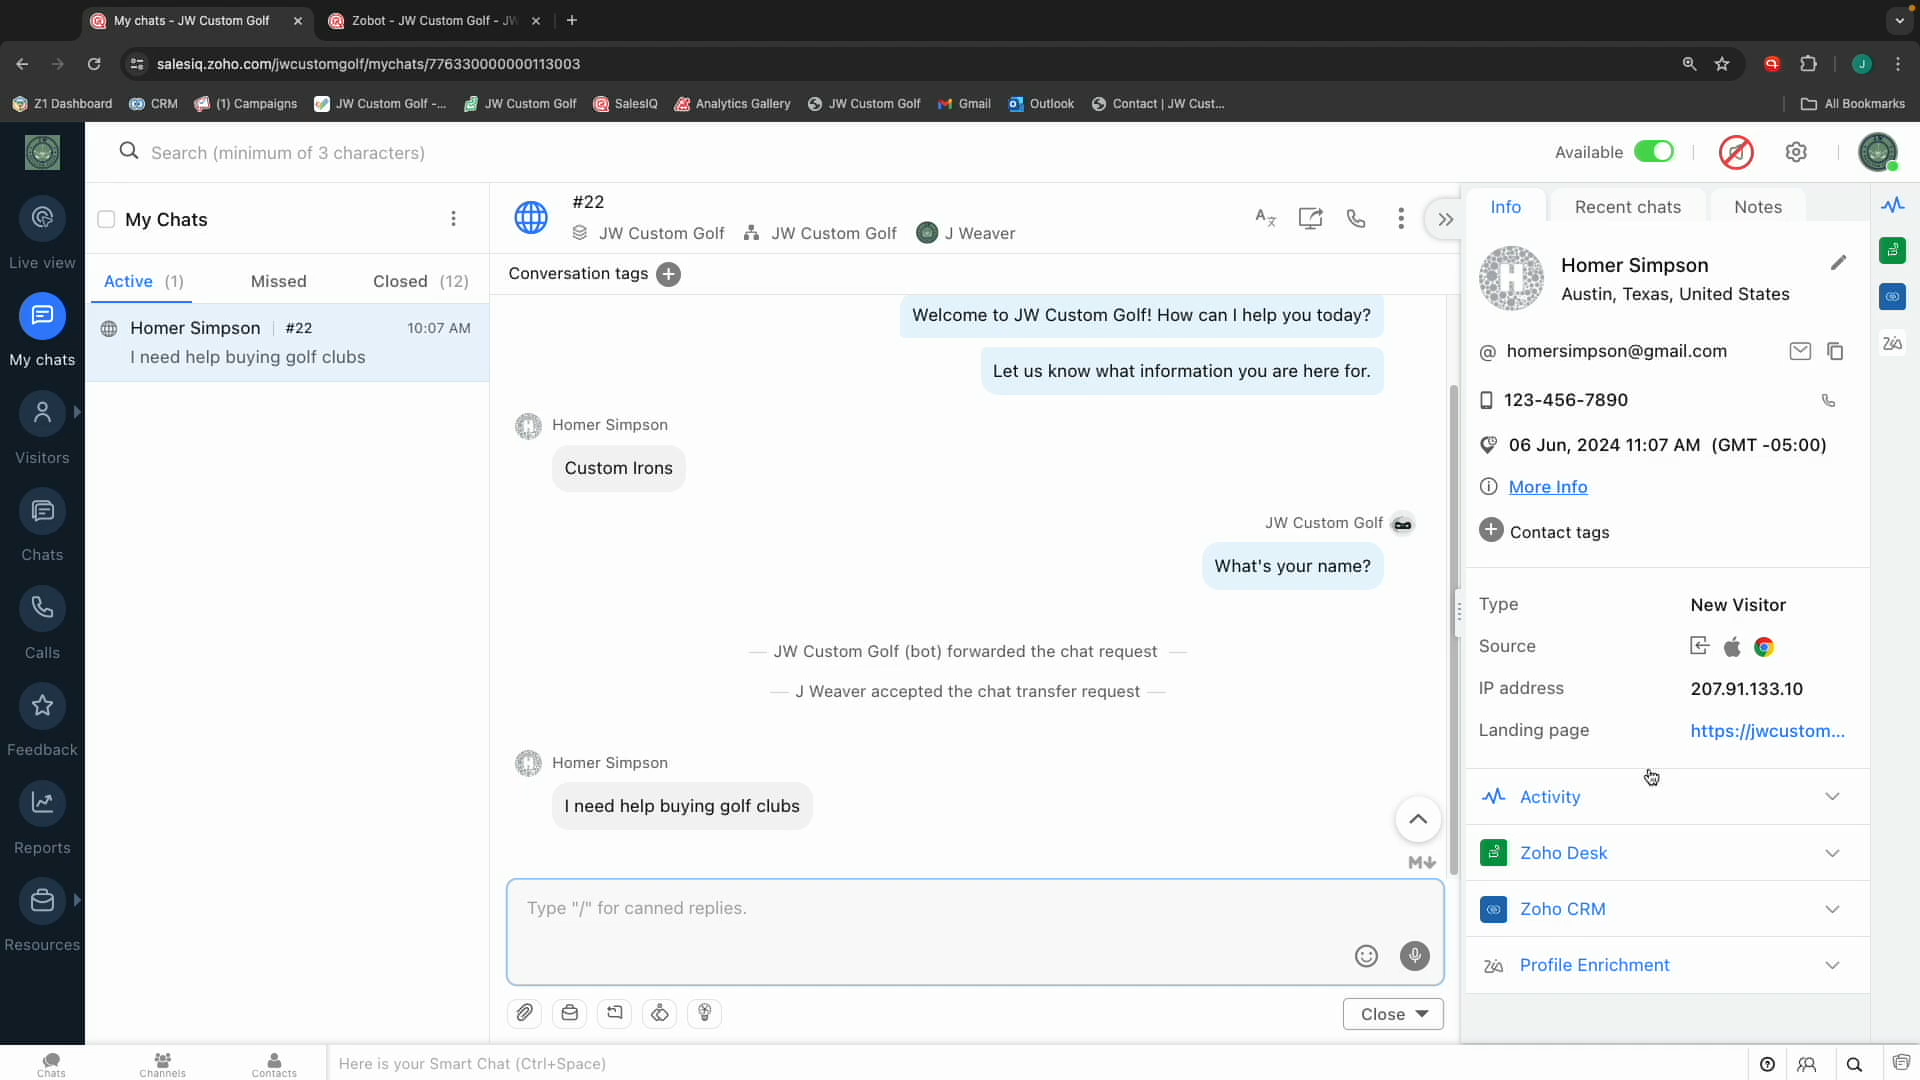 My chats - JW Custom Golf
Zobot - JW Custom Golf - JW
salesiq.zoho.com/jwcustomgolf/mychats/776330000000113003
J
Z1 Dashboard
CRM
(1) Campaigns
JW Custom Golf -...
JW Custom Golf
SalesIQ
Analytics Gallery
JW Custom Golf
Gmail
Outlook
Contact | JW Cust...
All Bookmarks
Search (minimum of 3 characters)
Available
Live view
My chats
Visitors
Chats
Calls
Feedback
Reports
Resources
My Chats
Active (1)
Missed
Closed (12)
Homer Simpson #22 10:07 AM
I need help buying golf clubs
#22
JW Custom Golf
JW Custom Golf
J Weaver
Conversation tags
Welcome to JW Custom Golf! How can I help you today?
Let us know what information you are here for.
Homer Simpson
Custom Irons
JW Custom Golf
What's your name?
JW Custom Golf (bot) forwarded the chat request
J Weaver accepted the chat transfer request
Homer Simpson
I need help buying golf clubs
M
Type "/" for canned replies.
Close
Info
Recent chats
Notes
H
Homer Simpson
Austin, Texas, United States
homersimpson@gmail.com
123-456-7890
06 Jun, 2024 11:07 AM (GMT -05:00)
More Info
Contact tags
Type New Visitor
Source
IP address 207.91.133.10
Landing page https://jwcustom...
Activity
Zoho Desk
Zoho CRM
Profile Enrichment
Chats
Channels
Contacts
Here is your Smart Chat (Ctrl+Space)